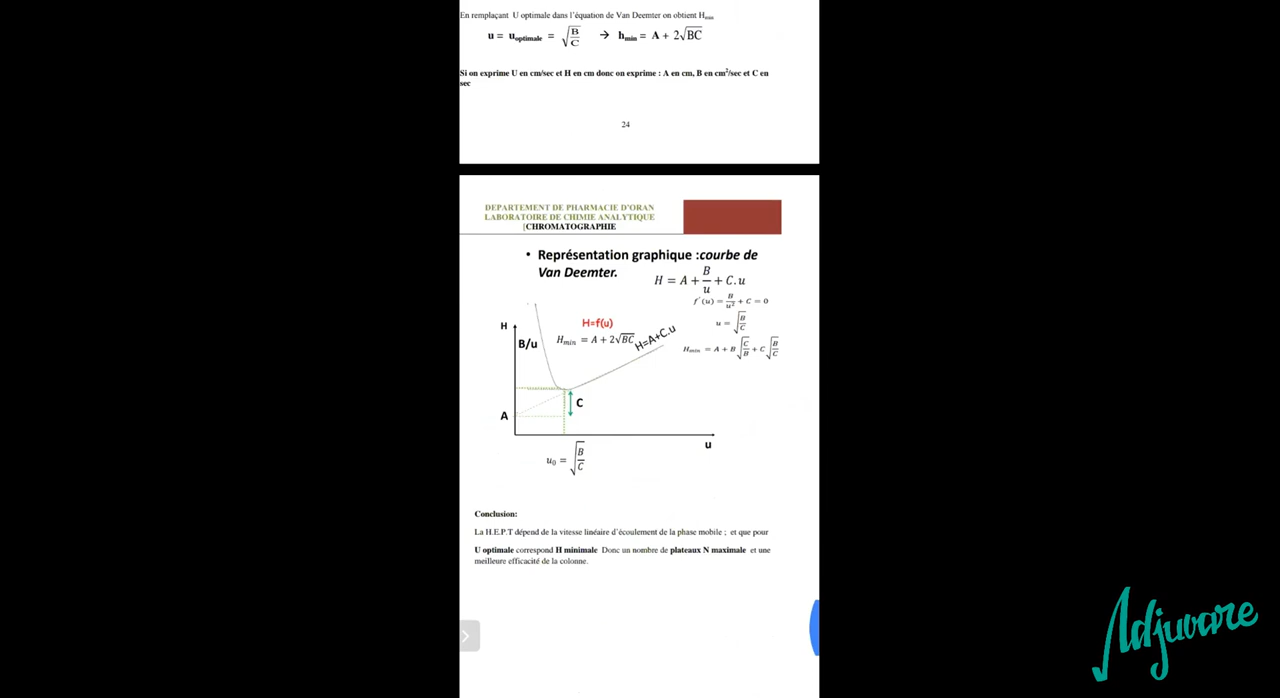 En remplaçant U optimale dans l'équation de Van Deemter on obtient Hmin
u = uoptimale = √(B/C) → hmin = A + 2√BC
Si on exprime U en cm/sec et H en cm donc on exprime : A en cm, B en cm²/sec et C en
sec
24
DEPARTEMENT DE PHARMACIE D'ORAN
LABORATOIRE DE CHIMIE ANALYTIQUE
[CHROMATOGRAPHIE
• Représentation graphique :courbe de
Van Deemter.
H = A + B/u + C.u
f'(u) = B/u² + C = 0
u = √(B/C)
Hmin = A + B√(C/B) + C√(B/C)
H
H=f(u)
B/u
Hmin = A + 2√BC
H=A+C.u
C
A
u
u₀ = √(B/C)
Conclusion:
La H.E.P.T dépend de la vitesse linéaire d'écoulement de la phase mobile ; et que pour
U optimale correspond H minimale Donc un nombre de plateaux N maximale et une
meilleure efficacité de la colonne.
Adjuvare